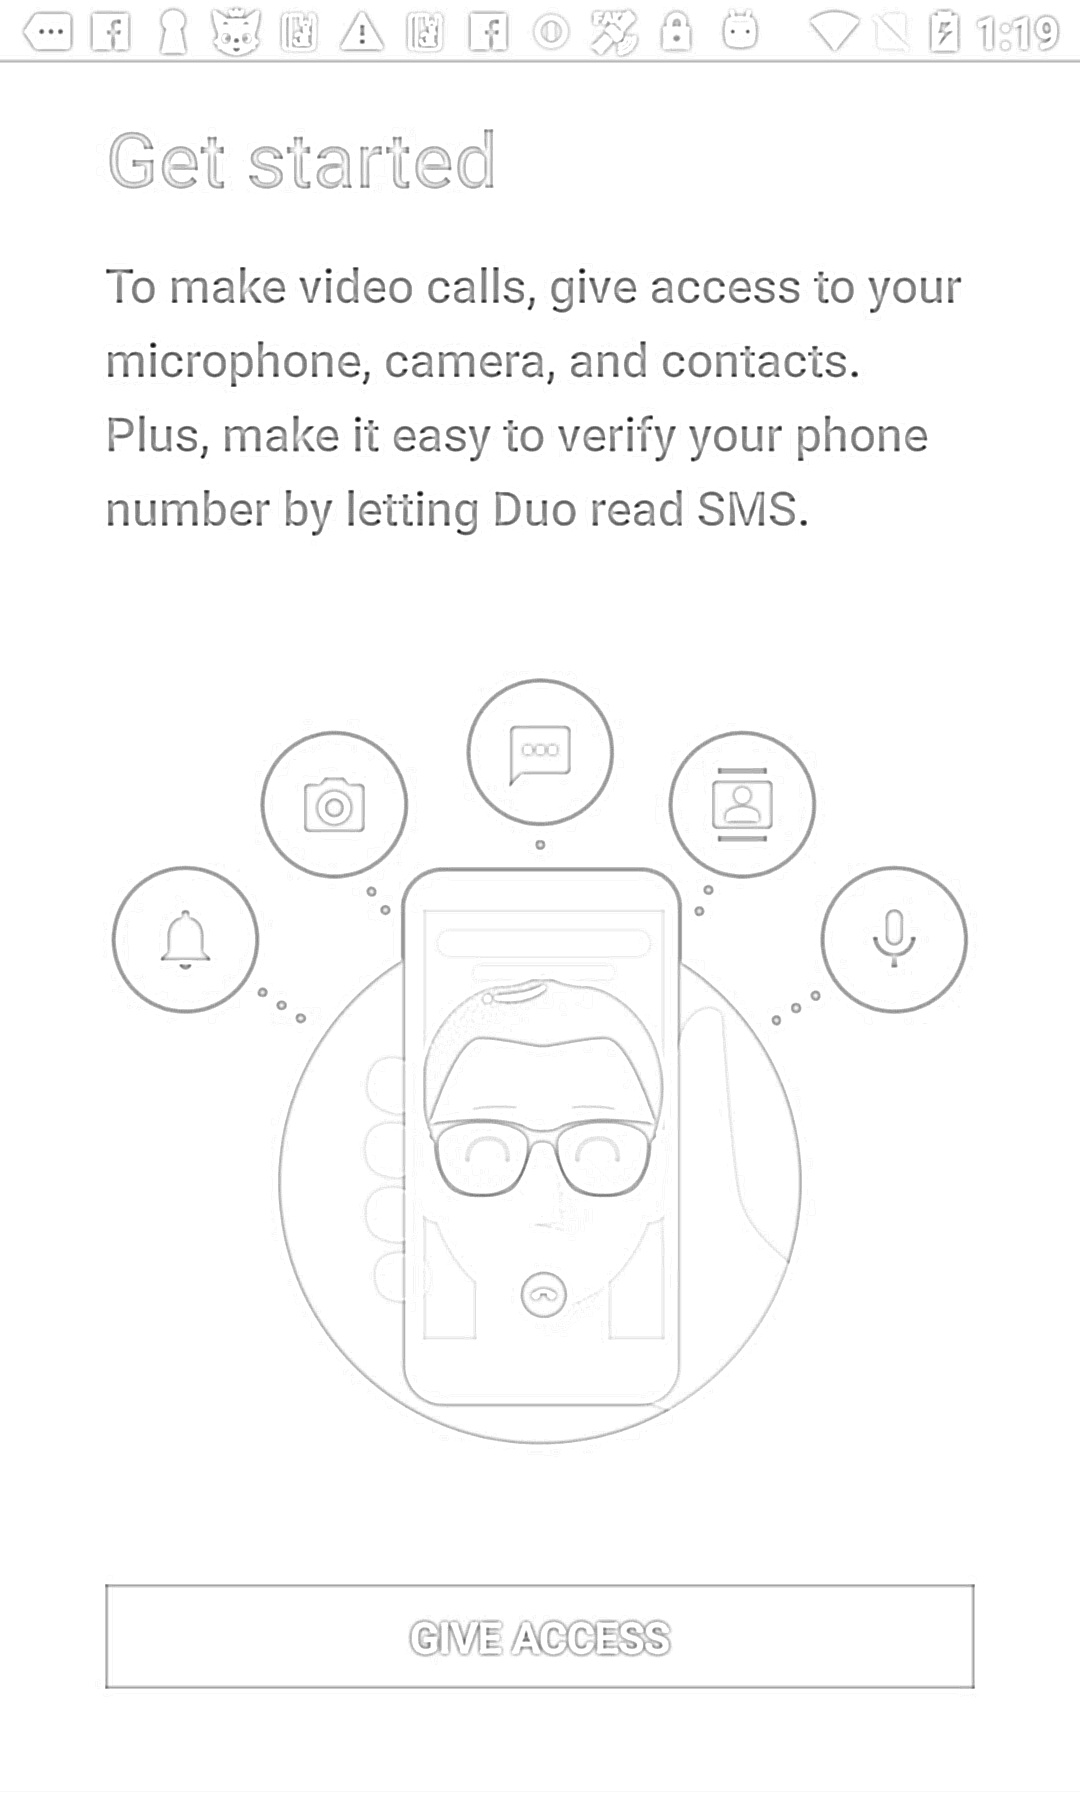 1:19
Get started
To make video calls, give access to your
microphone, camera, and contacts.
Plus, make it easy to verify your phone
number by letting Duo read SMS.
GIVE ACCESS